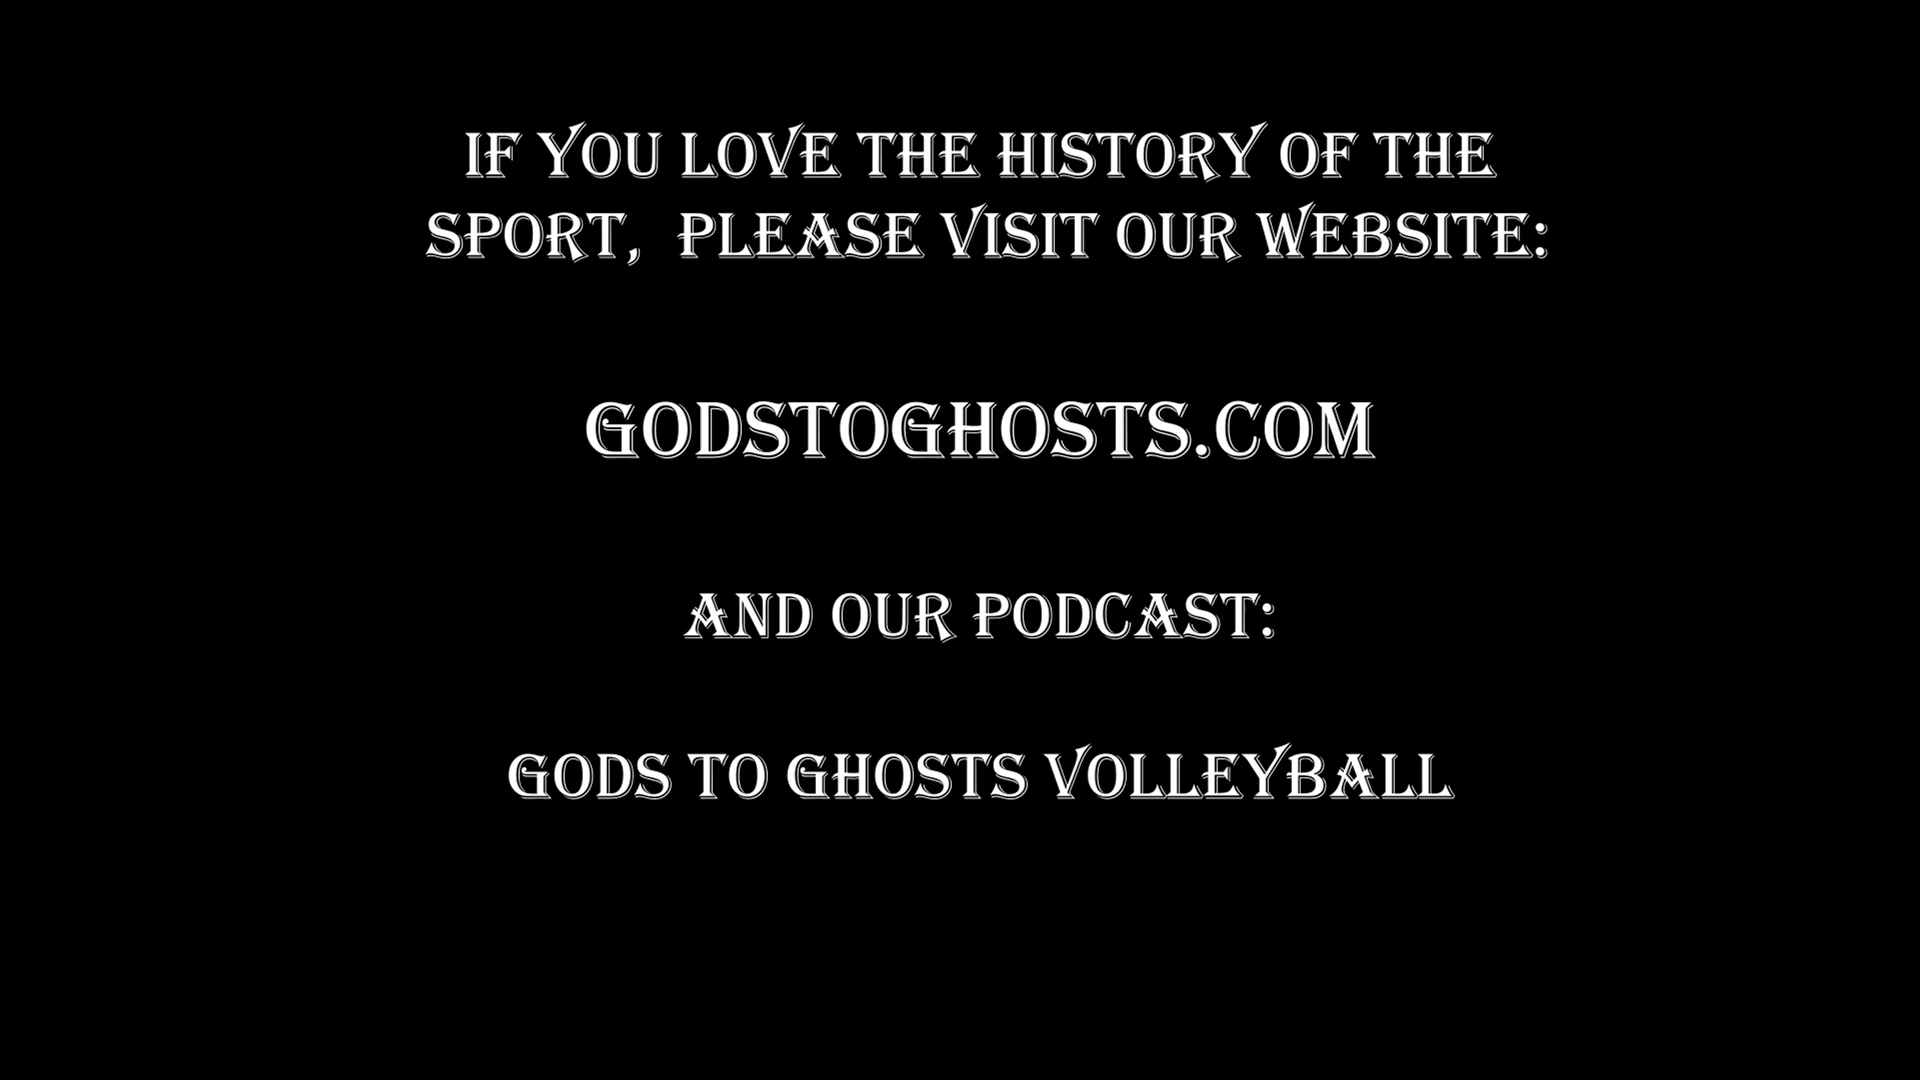 IF YOU LOVE THE HISTORY OF THE
SPORT,  PLEASE VISIT OUR WEBSITE:
GODSTOGHOSTS.COM
AND OUR PODCAST:
GODS TO GHOSTS VOLLEYBALL